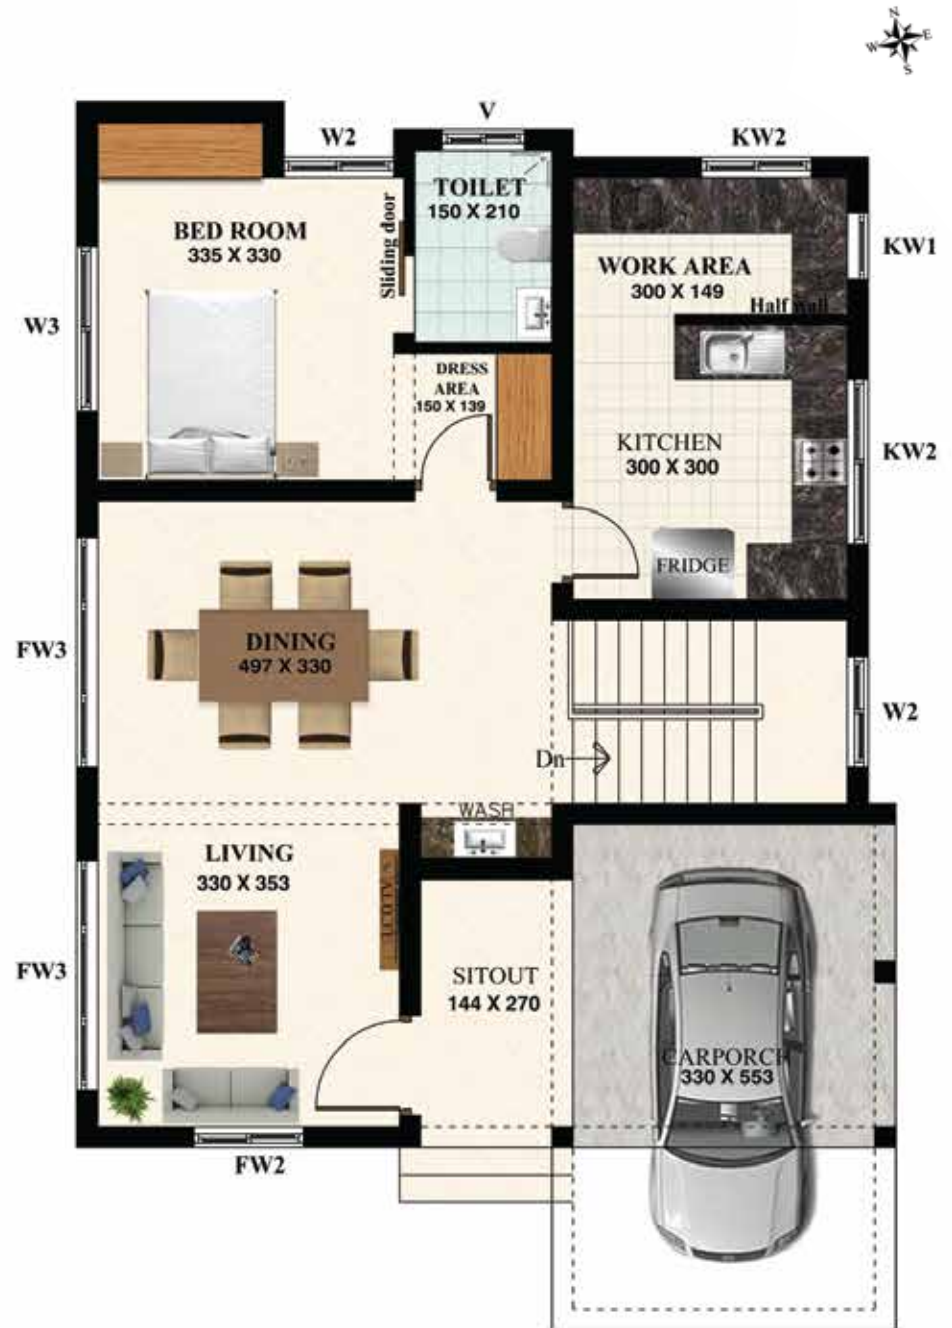 N
W E
S
V
W2
KW2
TOILET
150 X 210
BED ROOM
335 X 330
Sliding door
KW1
WORK AREA
300 X 149
Half wall
W3
DRESS
AREA
150 X 139
KITCHEN
300 X 300
KW2
FRIDGE
FW3
DINING
497 X 330
W2
Dn
WASH
LIVING
330 X 353
LCD T.V
FW3
SITOUT
144 X 270
CARPORCH
330 X 553
FW2